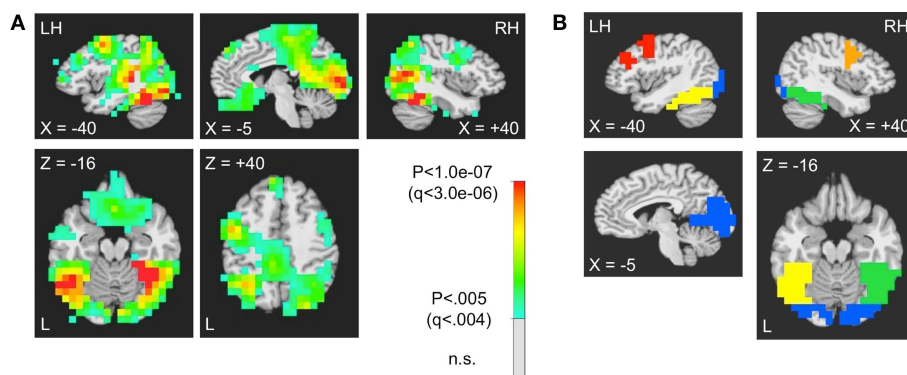 A
LH
X = -40
X = -5
RH
X = +40
Z = -16
L
Z = +40
P<1.0e-07
(q<3.0e-06)
P<.005
(q<.004)
n.s.
B
LH
X = -40
RH
X = +40
X = -5
Z = -16
L